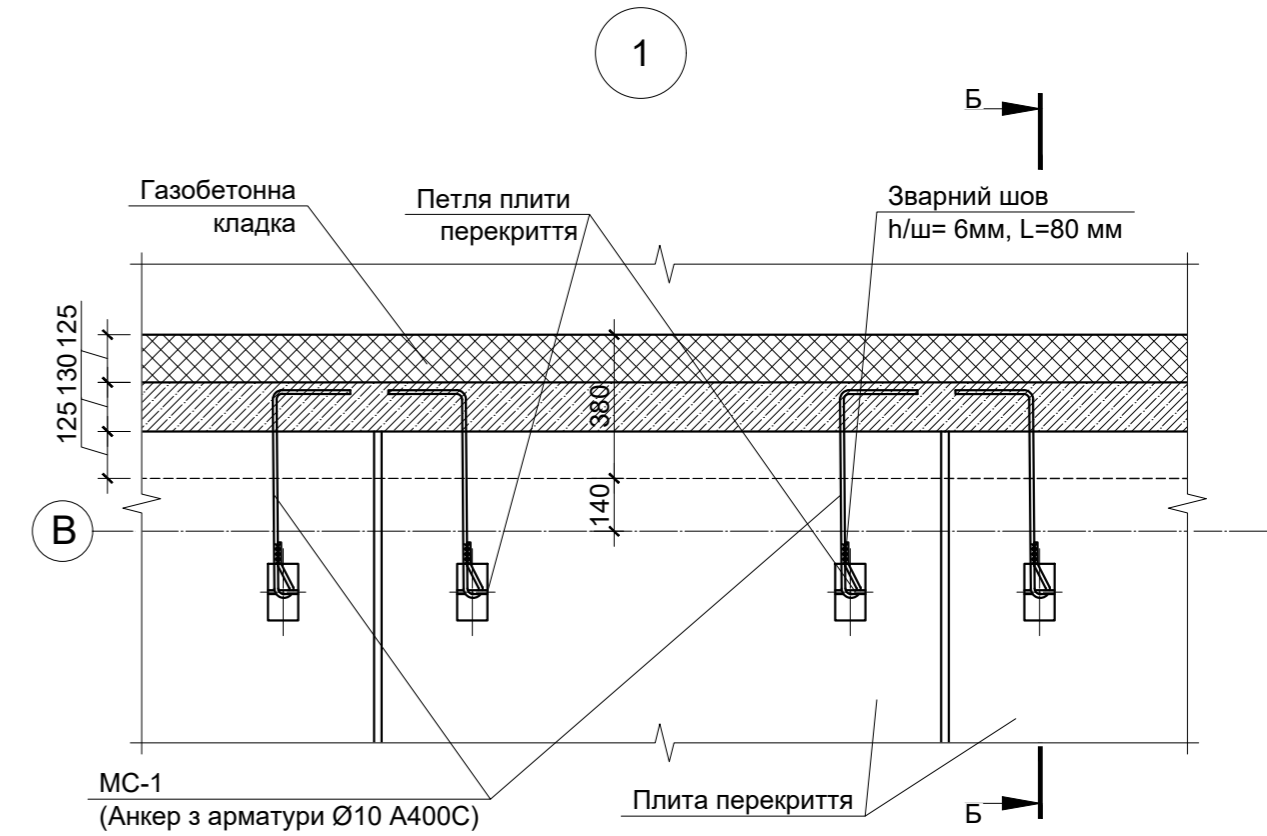 1
Б
Газобетонна
кладка
Петля плити
перекриття
Зварний шов
h/ш= 6мм, L=80 мм
125
130
125
380
140
В
МС-1
(Анкер з арматури Ø10 А400С)
Плита перекриття
Б